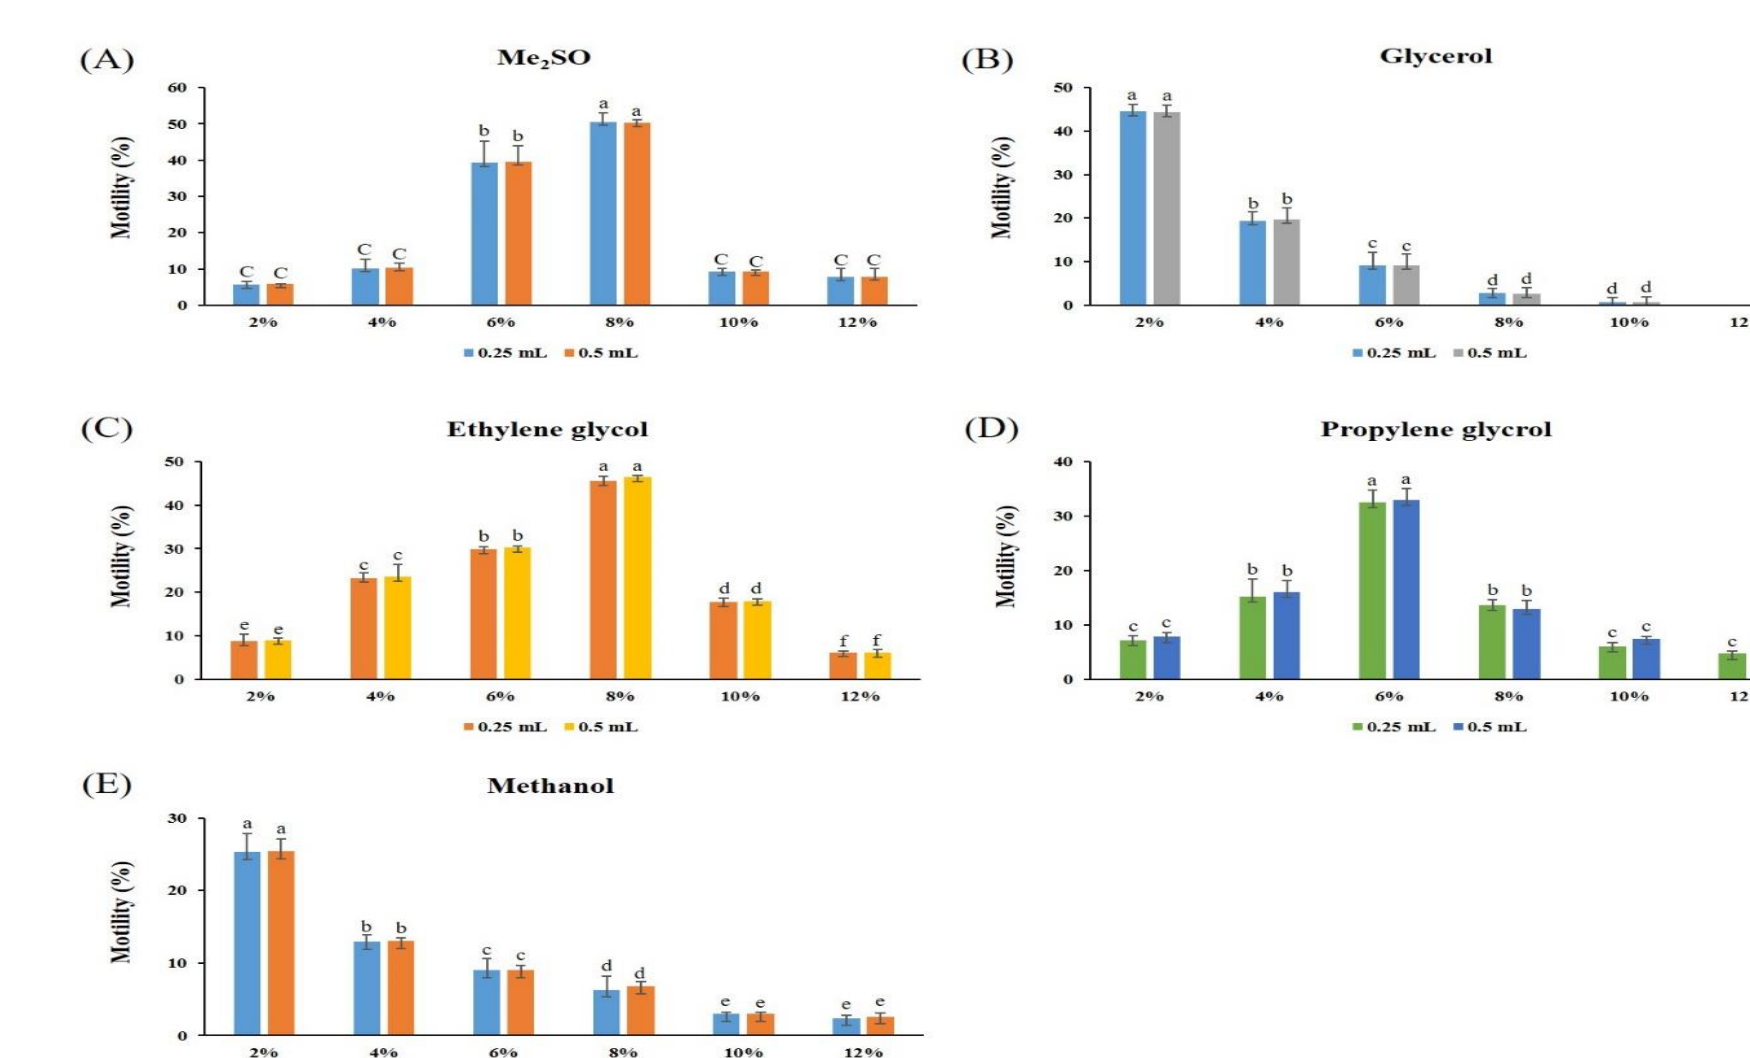 (A)
Me₂SO
Motility (%)
60
50
40
30
20
10
0
C C C C b b a a C C C C
2% 4% 6% 8% 10% 12%
0.25 mL 0.5 mL
(B)
Glycerol
Motility (%)
50
40
30
20
10
0
a a b b c c d d d d
2% 4% 6% 8% 10% 12
0.25 mL 0.5 mL
(C)
Ethylene glycol
Motility (%)
50
40
30
20
10
0
e e c c b b a a d d f f
2% 4% 6% 8% 10% 12%
0.25 mL 0.5 mL
(D)
Propylene glycrol
Motility (%)
40
30
20
10
0
c c b b a a b b c c c
2% 4% 6% 8% 10% 12
0.25 mL 0.5 mL
(E)
Methanol
Motility (%)
30
20
10
0
a a b b c c d d e e e e
2% 4% 6% 8% 10% 12%